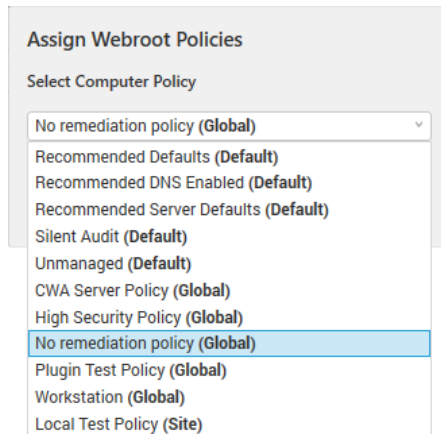 Assign Webroot Policies
Select Computer Policy
No remediation policy (Global)
Recommended Defaults (Default)
Recommended DNS Enabled (Default)
Recommended Server Defaults (Default)
Silent Audit (Default)
Unmanaged (Default)
CWA Server Policy (Global)
High Security Policy (Global)
No remediation policy (Global)
Plugin Test Policy (Global)
Workstation (Global)
Local Test Policy (Site)